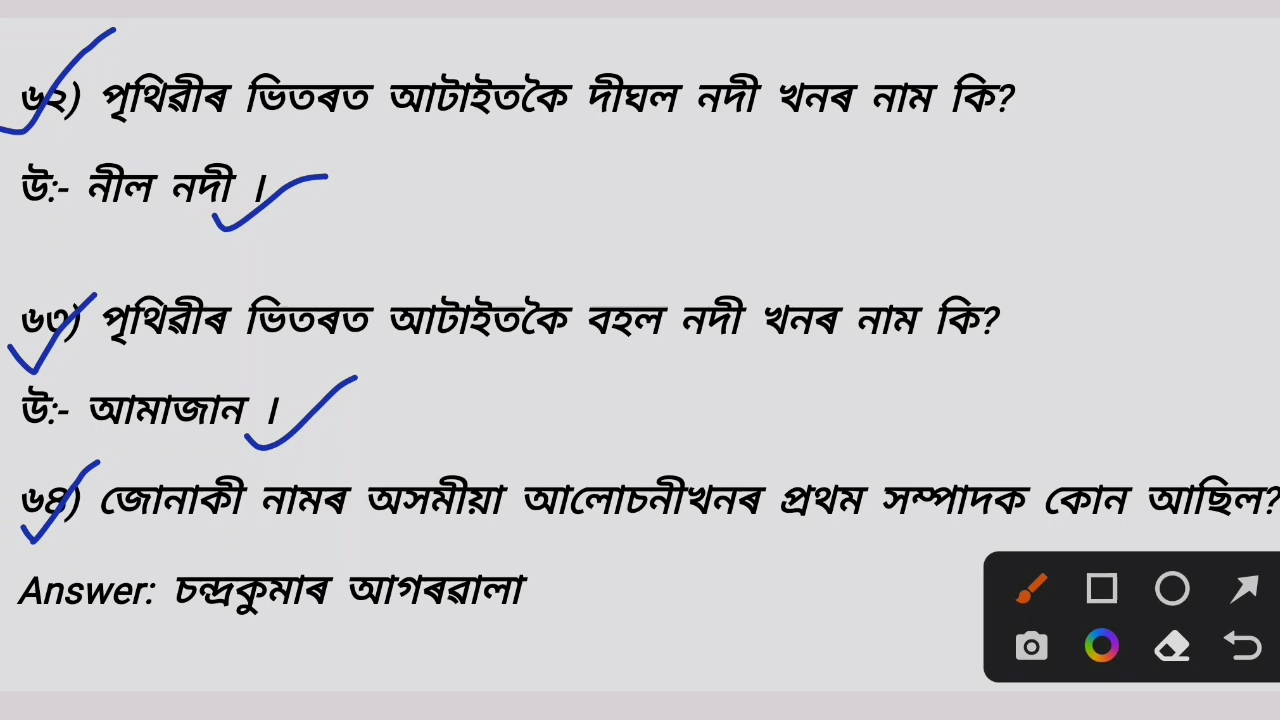 ৬২) পৃথিৱীৰ ভিতৰত আটাইতকৈ দীঘল নদী খনৰ নাম কি?
উ:- নীল নদী ।
৬৩) পৃথিৱীৰ ভিতৰত আটাইতকৈ বহল নদী খনৰ নাম কি?
উ:- আমাজান ।
৬৪) জোনাকী নামৰ অসমীয়া আলোচনীখনৰ প্ৰথম সম্পাদক কোন আছিল?
Answer: চন্দ্ৰকুমাৰ আগৰৱালা